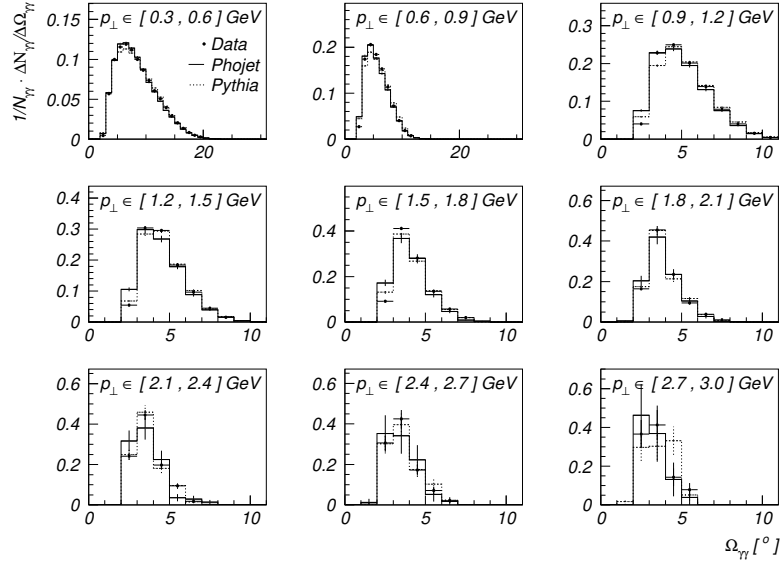 1/N_γγ · ΔN_γγ/ΔΩ_γγ
p⊥ ∈ [ 0.3 , 0.6 ] GeV
Data
Phojet
Pythia
0.15
0.1
0.05
0
0 20
p⊥ ∈ [ 0.6 , 0.9 ] GeV
0.2
0.1
0
0 20
p⊥ ∈ [ 0.9 , 1.2 ] GeV
0.3
0.2
0.1
0
0 5 10
p⊥ ∈ [ 1.2 , 1.5 ] GeV
0.4
0.3
0.2
0.1
0
0 5 10
p⊥ ∈ [ 1.5 , 1.8 ] GeV
0.4
0.2
0
0 5 10
p⊥ ∈ [ 1.8 , 2.1 ] GeV
0.6
0.4
0.2
0
0 5 10
p⊥ ∈ [ 2.1 , 2.4 ] GeV
0.6
0.4
0.2
0
0 5 10
p⊥ ∈ [ 2.4 , 2.7 ] GeV
0.6
0.4
0.2
0
0 5 10
p⊥ ∈ [ 2.7 , 3.0 ] GeV
0.6
0.4
0.2
0
0 5 10
Ω_γγ [ ° ]